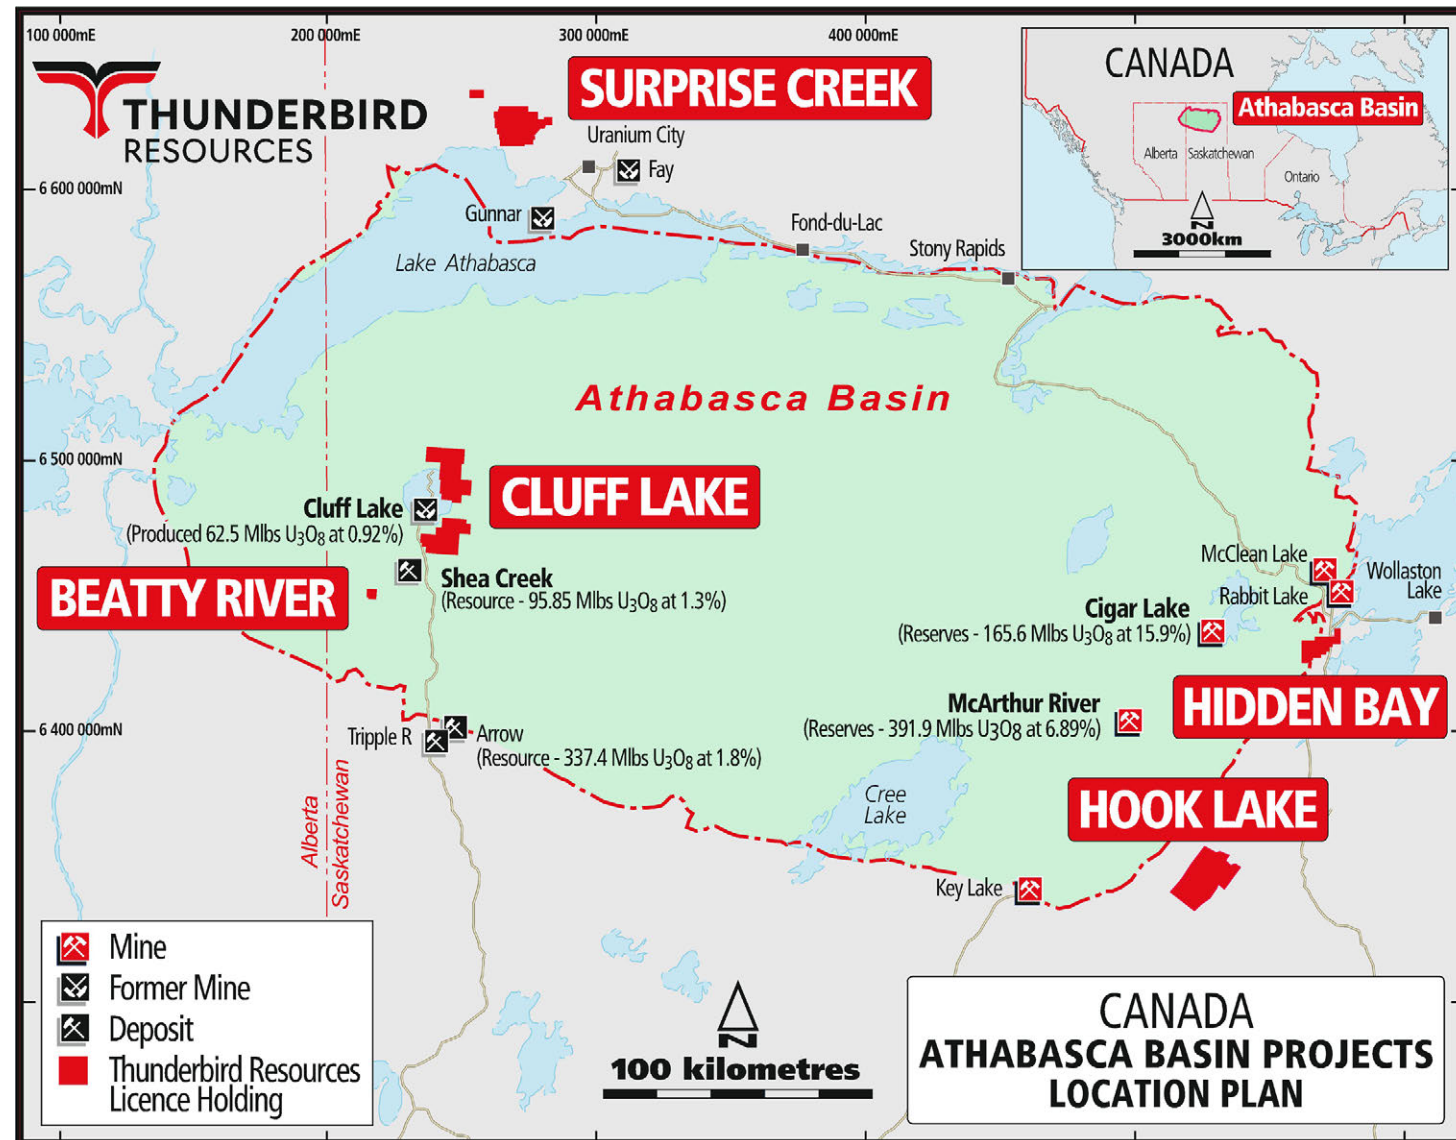 100 000mE
200 000mE
300 000mE
400 000mE
THUNDERBIRD
RESOURCES
SURPRISE CREEK
CANADA
Athabasca Basin
Alberta
Saskatchewan
Ontario
N
3000km
Uranium City
Fay
6 600 000mN
Gunnar
Fond-du-Lac
Stony Rapids
Lake Athabasca
Athabasca Basin
6 500 000mN
CLUFF LAKE
Cluff Lake
(Produced 62.5 Mlbs U₃O₈ at 0.92%)
BEATTY RIVER
Shea Creek
(Resource - 95.85 Mlbs U₃O₈ at 1.3%)
McClean Lake
Rabbit Lake
Wollaston
Lake
Cigar Lake
(Reserves - 165.6 Mlbs U₃O₈ at 15.9%)
HIDDEN BAY
McArthur River
(Reserves - 391.9 Mlbs U₃O₈ at 6.89%)
6 400 000mN
Tripple R
Arrow
(Resource - 337.4 Mlbs U₃O₈ at 1.8%)
Alberta
Saskatchewan
Cree
Lake
HOOK LAKE
Key Lake
Mine
Former Mine
Deposit
Thunderbird Resources
Licence Holding
N
100 kilometres
CANADA
ATHABASCA BASIN PROJECTS
LOCATION PLAN